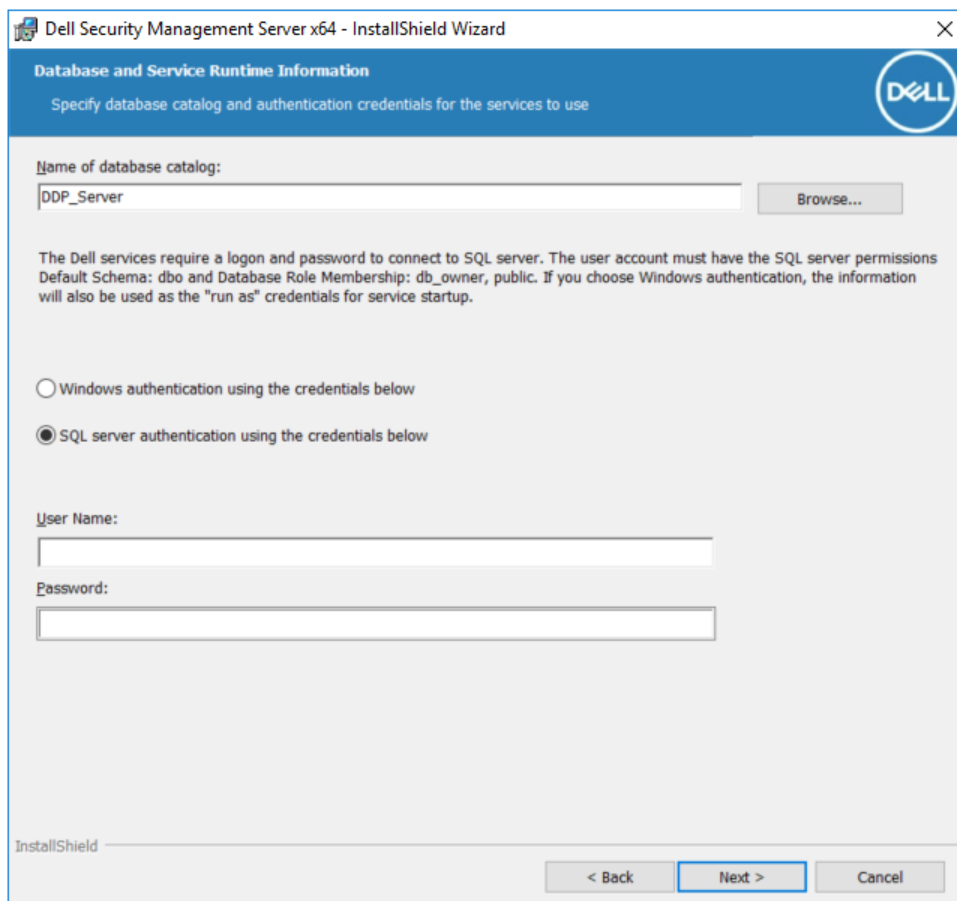 Dell Security Management Server x64 - InstallShield Wizard
Database and Service Runtime Information
Specify database catalog and authentication credentials for the services to use
DELL
Name of database catalog:
DDP_Server
Browse...
The Dell services require a logon and password to connect to SQL server. The user account must have the SQL server permissions
Default Schema: dbo and Database Role Membership: db_owner, public. If you choose Windows authentication, the information
will also be used as the "run as" credentials for service startup.
Windows authentication using the credentials below
SQL server authentication using the credentials below
User Name:
Password:
InstallShield
< Back
Next >
Cancel